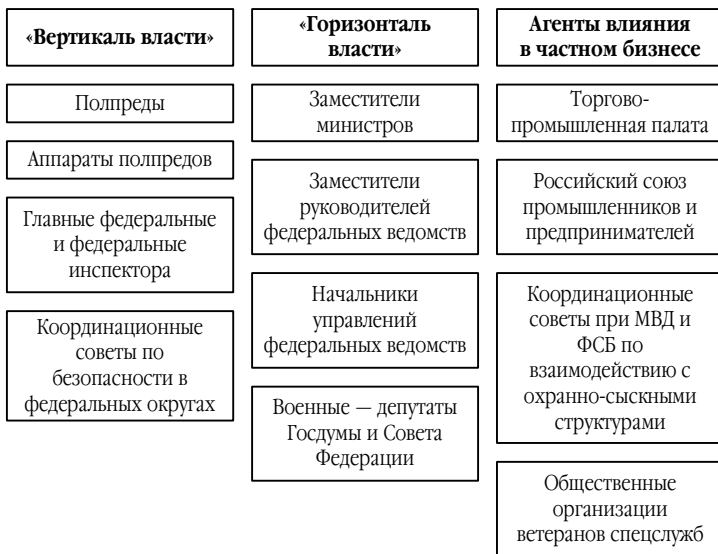 «Вертикаль власти»
Полпреды
Аппараты полпредов
Главные федеральные
и федеральные
инспектора
Координационные
советы по
безопасности в
федеральных округах
«Горизонталь
власти»
Заместители
министров
Заместители
руководителей
федеральных ведомств
Начальники
управлений
федеральных ведомств
Военные — депутаты
Госдумы и Совета
Федерации
Агенты влияния
в частном бизнесе
Торгово-
промышленная палата
Российский союз
промышленников и
предпринимателей
Координационные
советы при МВД и
ФСБ по
взаимодействию с
охранно-сыскными
структурами
Общественные
организации
ветеранов спецслужб